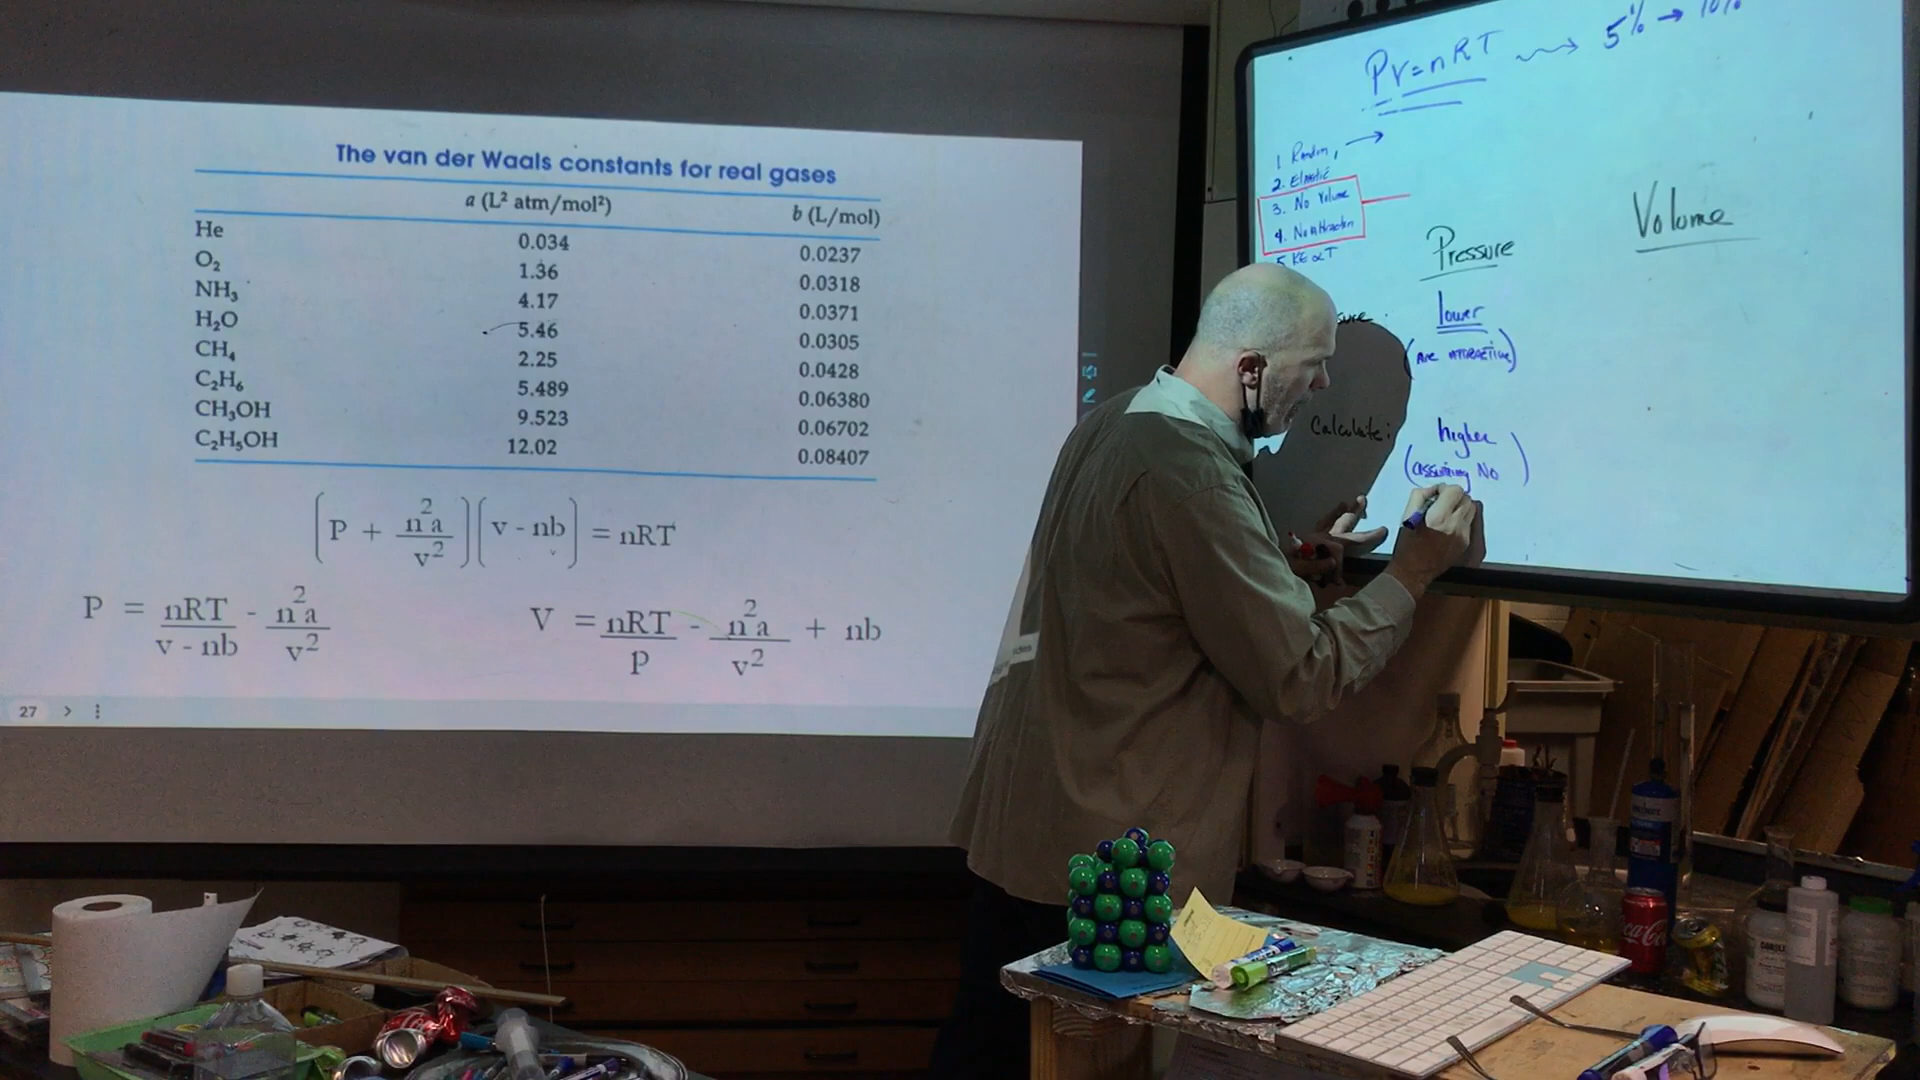 The van der Waals constants for real gases
a (L² atm/mol²) b (L/mol)
He 0.034 0.0237
O₂ 1.36 0.0318
NH₃ 4.17 0.0371
H₂O 5.46 0.0305
CH₄ 2.25 0.0428
C₂H₆ 5.489 0.06380
CH₃OH 9.523 0.06702
C₂H₅OH 12.02 0.08407
(P + n²a/v²)(v - nb) = nRT
P = nRT/(v - nb) - n²a/v²
V = nRT/p - n²a/v² + nb
27 >
PV = nRT → 5% → 10%
1. Random, →
2. Elastic
3. No Volume
4. No Attraction
5. KE ∝ T
Pressure
Volume
sure:
lower
(Are ATTRACTIVE)
Calculate:
higher
(assuming No
Coca-Cola